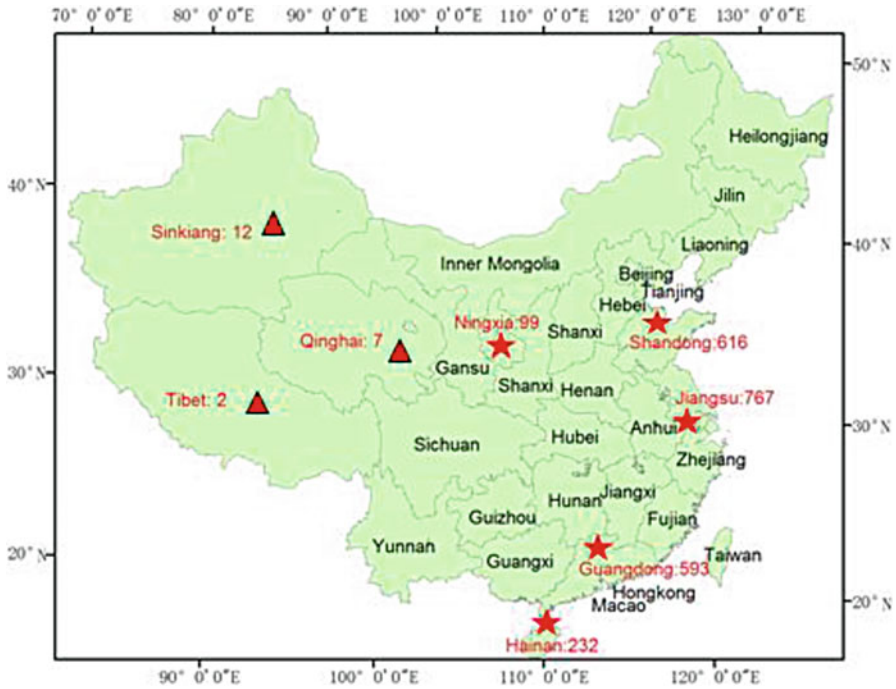 70° 0′0″E 80° 0′0″E 90° 0′0″E 100° 0′0″E 110° 0′0″E 120° 0′0″E 130° 0′0″E
50°N
Heilongjiang
40°N
Jilin
Sinkiang: 12
Liaoning
40°N
Inner Mongolia
Beijing
Tianjing
Hebei
Ningxia:99
Shanxi
Qinghai: 7
Shandong:616
Gansu
30°N
Shanxi
Henan
Jiangsu:767
Tibet: 2
Anhui
30°N
Hubei
Sichuan
Zhejiang
Jiangxi
Hunan
Guizhou
Fujian
Yunnan
20°N
Taiwan
Guangxi
Guangdong:593
Hongkong
20°N
Macao
Hainan:232
90° 0′0″E 100° 0′0″E 110° 0′0″E 120° 0′0″E